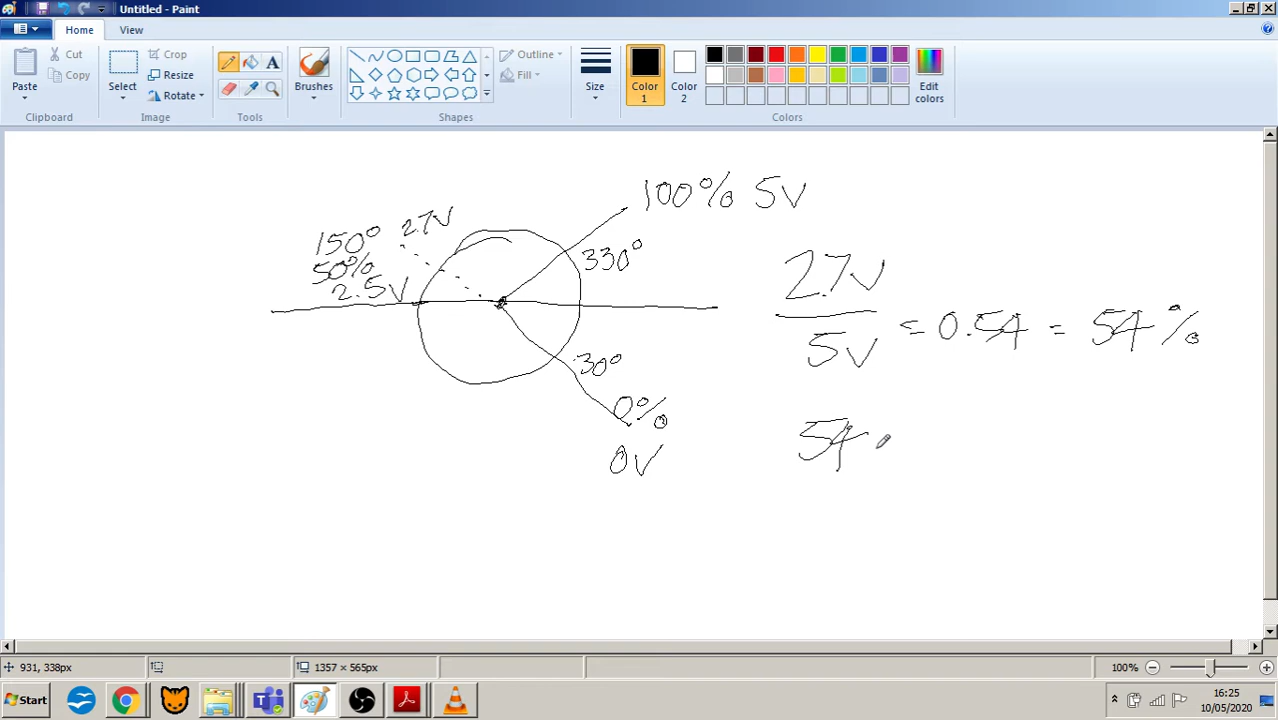 Untitled - Paint
Home View
Paste
Cut
Copy
Select
Crop
Resize
Rotate
Brushes
Outline
Fill
Size
Color 1
Color 2
Edit colors
Clipboard Image Tools Shapes Colors
100% 5V
150° 2.7V
50%
2.5V
330°
30°
0%
0V
2.7V
5V
= 0.54 = 54%
54
931, 338px
1357 × 565px
100%
Start
16:25
10/05/2020